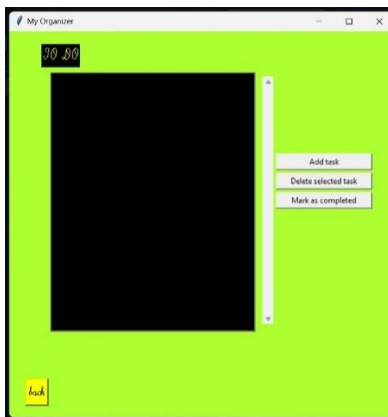 My Organizer
TO DO
Add task
Delete selected task
Mark as completed
back